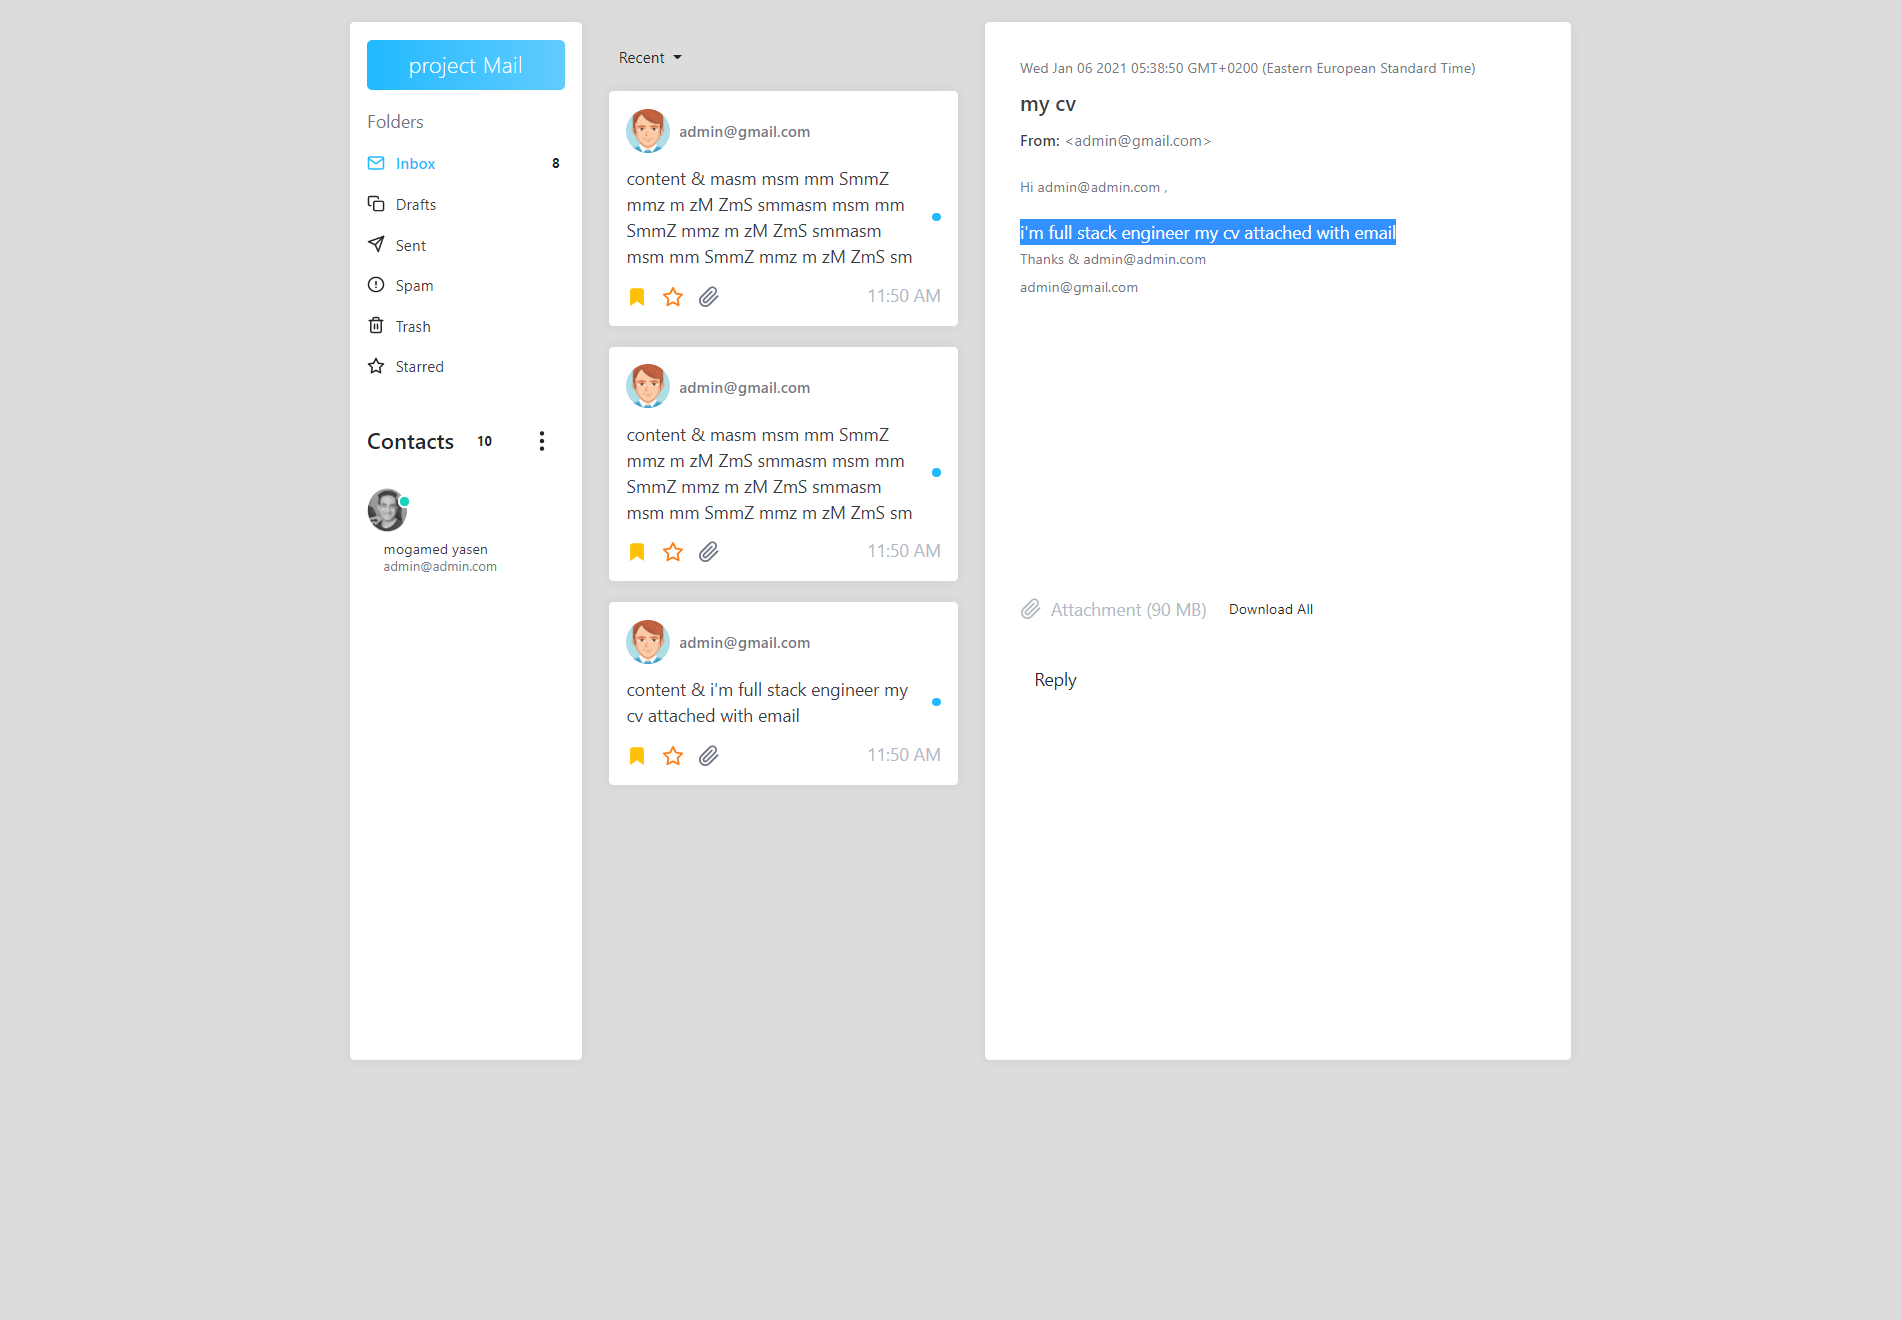 project Mail
Folders
Inbox 8
Drafts
Sent
Spam
Trash
Starred
Contacts 10
mogamed yasen
admin@admin.com
Recent
admin@gmail.com
content & masm msm mm SmmZ
mmz m zM ZmS smmasm msm mm
SmmZ mmz m zM ZmS smmasm
msm mm SmmZ mmz m zM ZmS sm
11:50 AM
admin@gmail.com
content & masm msm mm SmmZ
mmz m zM ZmS smmasm msm mm
SmmZ mmz m zM ZmS smmasm
msm mm SmmZ mmz m zM ZmS sm
11:50 AM
admin@gmail.com
content & i'm full stack engineer my
cv attached with email
11:50 AM
Wed Jan 06 2021 05:38:50 GMT+0200 (Eastern European Standard Time)
my cv
From: <admin@gmail.com>
Hi admin@admin.com ,
i'm full stack engineer my cv attached with email
Thanks & admin@admin.com
admin@gmail.com
Attachment (90 MB) Download All
Reply